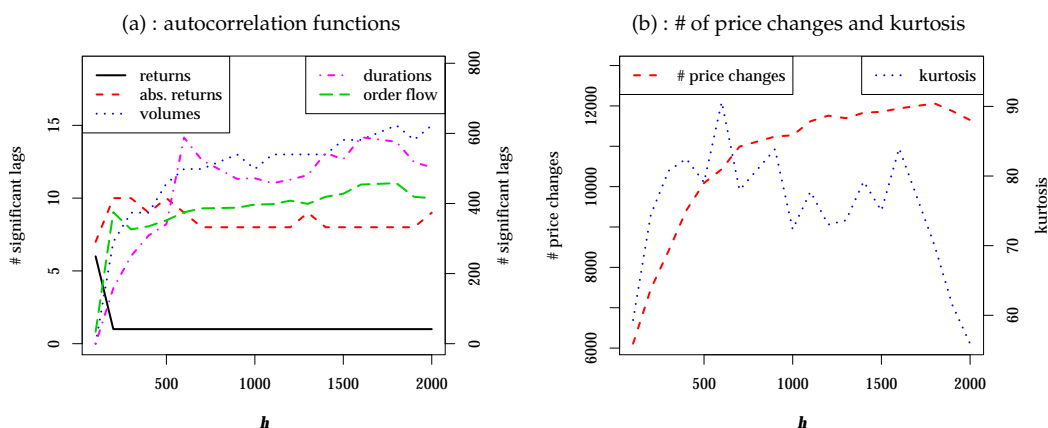 (a) : autocorrelation functions
returns
abs. returns
volumes
durations
order flow
# significant lags
0
5
10
15
# significant lags
0
200
400
600
800
500
1000
1500
2000
h
(b) : # of price changes and kurtosis
# price changes
kurtosis
# price changes
6000
8000
10000
12000
kurtosis
60
70
80
90
500
1000
1500
2000
h